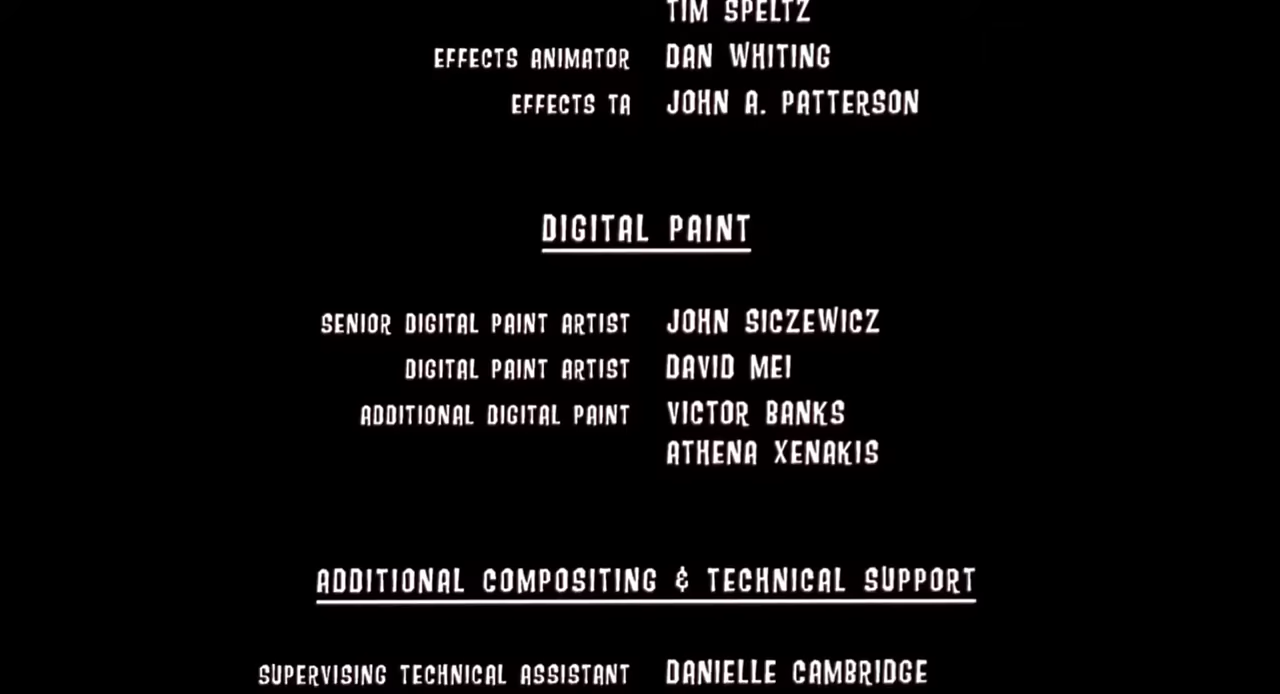 TIM SPELTZ
EFFECTS ANIMATOR DAN WHITING
EFFECTS TA JOHN A. PATTERSON
DIGITAL PAINT
SENIOR DIGITAL PAINT ARTIST JOHN SICZEWICZ
DIGITAL PAINT ARTIST DAVID MEI
ADDITIONAL DIGITAL PAINT VICTOR BANKS
ATHENA XENAKIS
ADDITIONAL COMPOSITING & TECHNICAL SUPPORT
SUPERVISING TECHNICAL ASSISTANT DANIELLE CAMBRIDGE